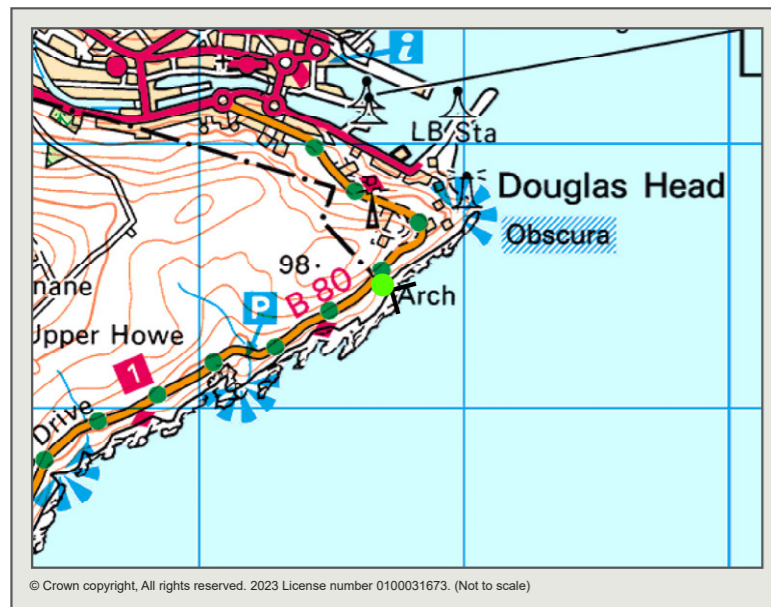 i
LB Sta
Douglas Head
Obscura
98
nane
B 80
Arch
P
Upper Howe
1
Drive
© Crown copyright, All rights reserved. 2023 License number 0100031673. (Not to scale)